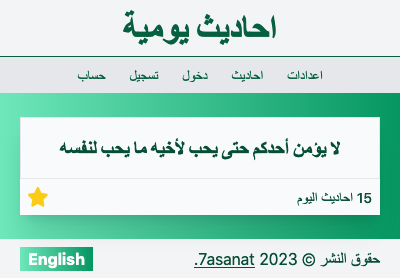 احاديث يومية
اعدادات احاديث دخول تسجيل حساب
لا يؤمن أحدكم حتى يحب لأخيه ما يحب لنفسه
15 احاديث اليوم
حقوق النشر © 2023 7asanat.
English